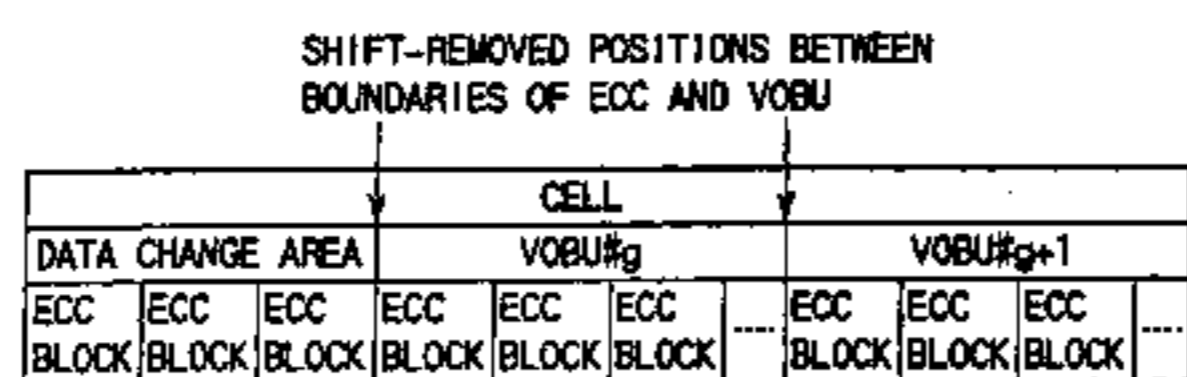 SHIFT-REMOVED POSITIONS BETWEEN
BOUNDARIES OF ECC AND VOBU
CELL
DATA CHANGE AREA VOBU#g VOBU#g+1
ECC ECC ECC ECC ECC ECC ECC ECC ECC
BLOCK BLOCK BLOCK BLOCK BLOCK BLOCK ..... BLOCK BLOCK BLOCK ....